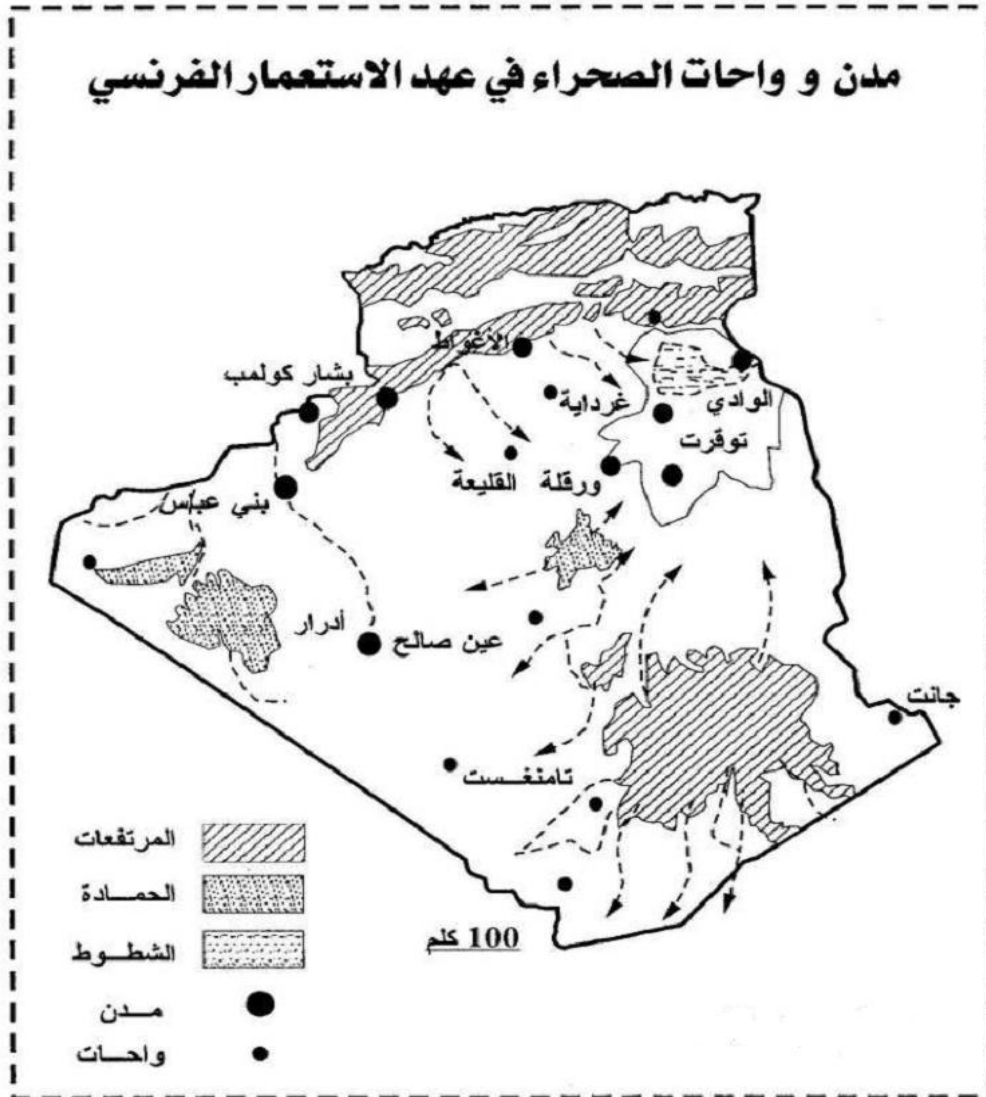 مدن و واحات الصحراء في عهد الاستعمار الفرنسي
الأغواط
بشار كولمب
غرداية
الوادي
توقرت
ورقلة
القليعة
بني عباس
أدرار
عين صالح
جانت
تامنغست
المرتفعات
الحمادة
الشطوط
100 كلم
مدن
واحات